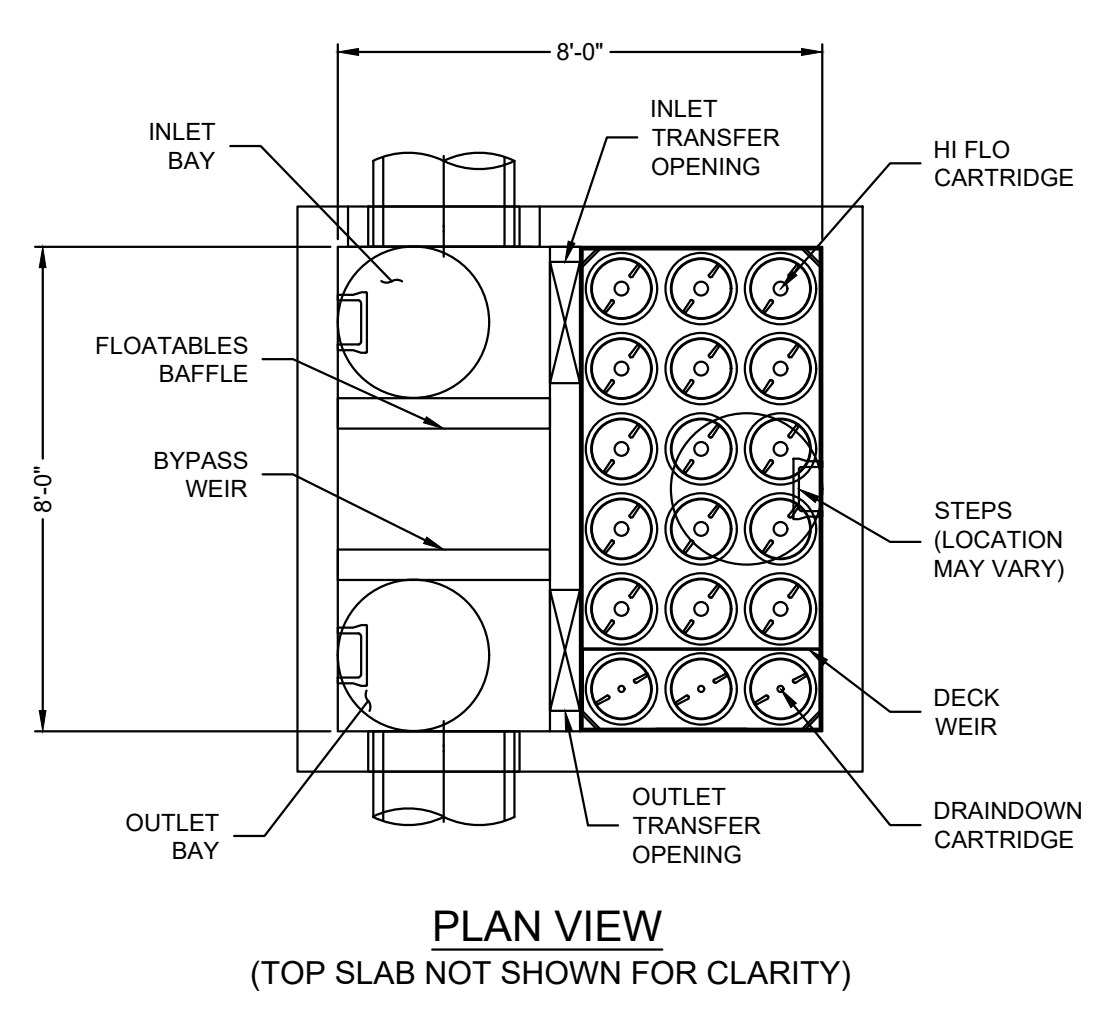 8'-0"
INLET
BAY
INLET
TRANSFER
OPENING
HI FLO
CARTRIDGE
FLOATABLES
BAFFLE
8'-0"
BYPASS
WEIR
STEPS
(LOCATION
MAY VARY)
DECK
WEIR
OUTLET
BAY
OUTLET
TRANSFER
OPENING
DRAINDOWN
CARTRIDGE
PLAN VIEW
(TOP SLAB NOT SHOWN FOR CLARITY)